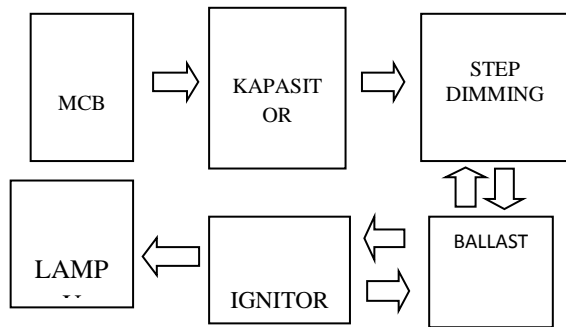 MCB
KAPASIT
OR
STEP
DIMMING
LAMP
IGNITOR
BALLAST